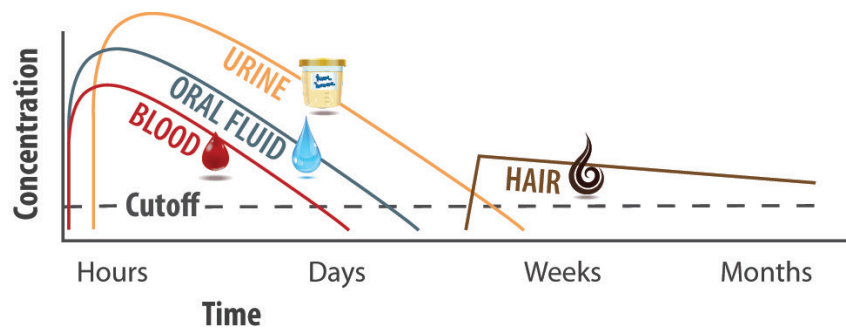 Concentration
URINE
ORAL FLUID
BLOOD
HAIR
Cutoff
Hours Days Weeks Months
Time